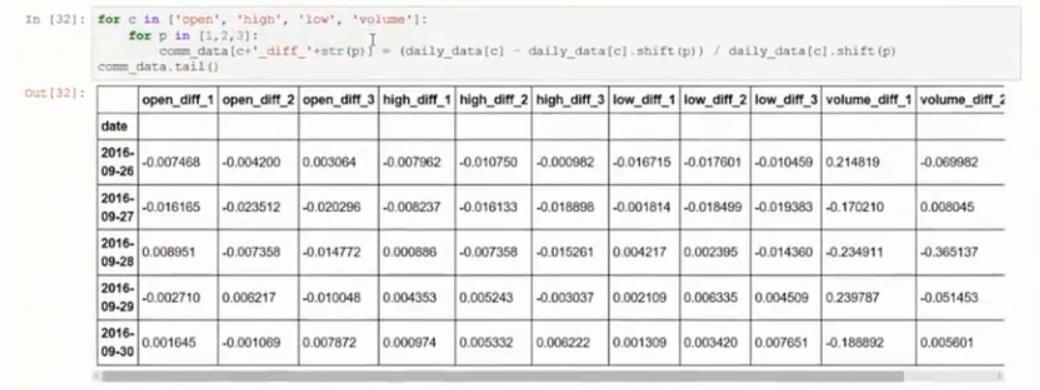 In [32]: for c in ['open', 'high', 'low', 'volume']:
for p in [1,2,3]:
comm_data[c+'_diff_'+str(p)] = (daily_data[c] - daily_data[c].shift(p)) / daily_data[c].shift(p)
comm_data.tail()
Out[32]:
open_diff_1 open_diff_2 open_diff_3 high_diff_1 high_diff_2 high_diff_3 low_diff_1 low_diff_2 low_diff_3 volume_diff_1 volume_diff_2
date
2016-09-26 -0.007468 -0.004200 0.003064 -0.007962 -0.010750 -0.000982 -0.016715 -0.017601 -0.010459 0.214819 -0.069982
2016-09-27 -0.016165 -0.023512 -0.020296 -0.008237 -0.016133 -0.018898 -0.001814 -0.018499 -0.019383 -0.170210 0.008045
2016-09-28 0.008951 -0.007358 -0.014772 0.000886 -0.007358 -0.015261 0.004217 0.002395 -0.014360 -0.234911 -0.365137
2016-09-29 -0.002710 0.006217 -0.010048 0.004353 0.005243 -0.003037 0.002109 0.006335 0.004509 0.239787 -0.051453
2016-09-30 0.001645 -0.001069 0.007872 0.000974 0.005332 0.006222 0.001309 0.003420 0.007651 -0.188892 0.005601